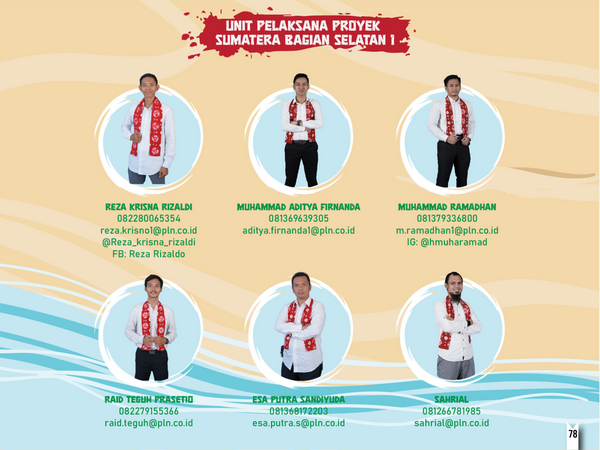 UNIT PELAKSANA PROYEK
SUMATERA BAGIAN SELATAN 1
REZA KRISNA RIZALDI
082280065354
reza.krisno1@pln.co.id
@Reza_krisna_rizaldi
FB: Reza Rizaldo
MUHAMMAD ADITYA FIRNANDA
081369639305
aditya.firnanda1@pln.co.id
MUHAMMAD RAMADHAN
081379336800
m.ramadhan1@pln.co.id
IG: @hmuharamad
RAID TEGUH PRASETIO
082279155366
raid.teguh@pln.co.id
ESA PUTRA SANDIYUDA
081368172203
esa.putra.s@pln.co.id
SAHRIAL
081266781985
sahrial@pln.co.id
78